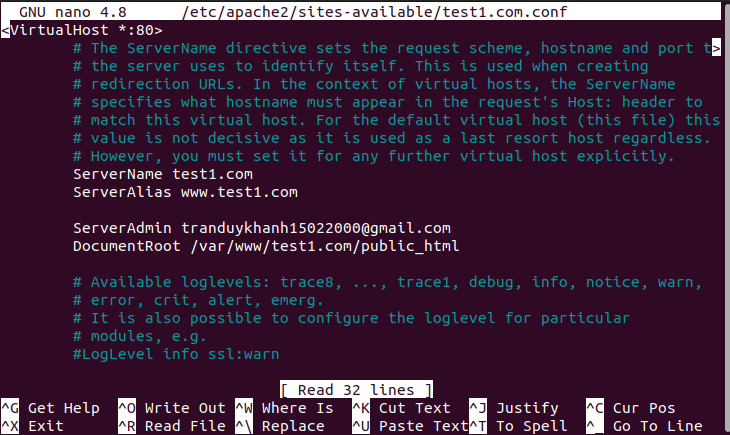 GNU nano 4.8 /etc/apache2/sites-available/test1.com.conf
<VirtualHost *:80>
# The ServerName directive sets the request scheme, hostname and port t>
# the server uses to identify itself. This is used when creating
# redirection URLs. In the context of virtual hosts, the ServerName
# specifies what hostname must appear in the request's Host: header to
# match this virtual host. For the default virtual host (this file) this
# value is not decisive as it is used as a last resort host regardless.
# However, you must set it for any further virtual host explicitly.
ServerName test1.com
ServerAlias www.test1.com
ServerAdmin tranduykhanh15022000@gmail.com
DocumentRoot /var/www/test1.com/public_html
# Available loglevels: trace8, ..., trace1, debug, info, notice, warn,
# error, crit, alert, emerg.
# It is also possible to configure the loglevel for particular
# modules, e.g.
#LogLevel info ssl:warn
[ Read 32 lines ]
^G Get Help ^O Write Out ^W Where Is ^K Cut Text ^J Justify ^C Cur Pos
^X Exit ^R Read File ^\ Replace ^U Paste Text ^T To Spell ^_ Go To Line